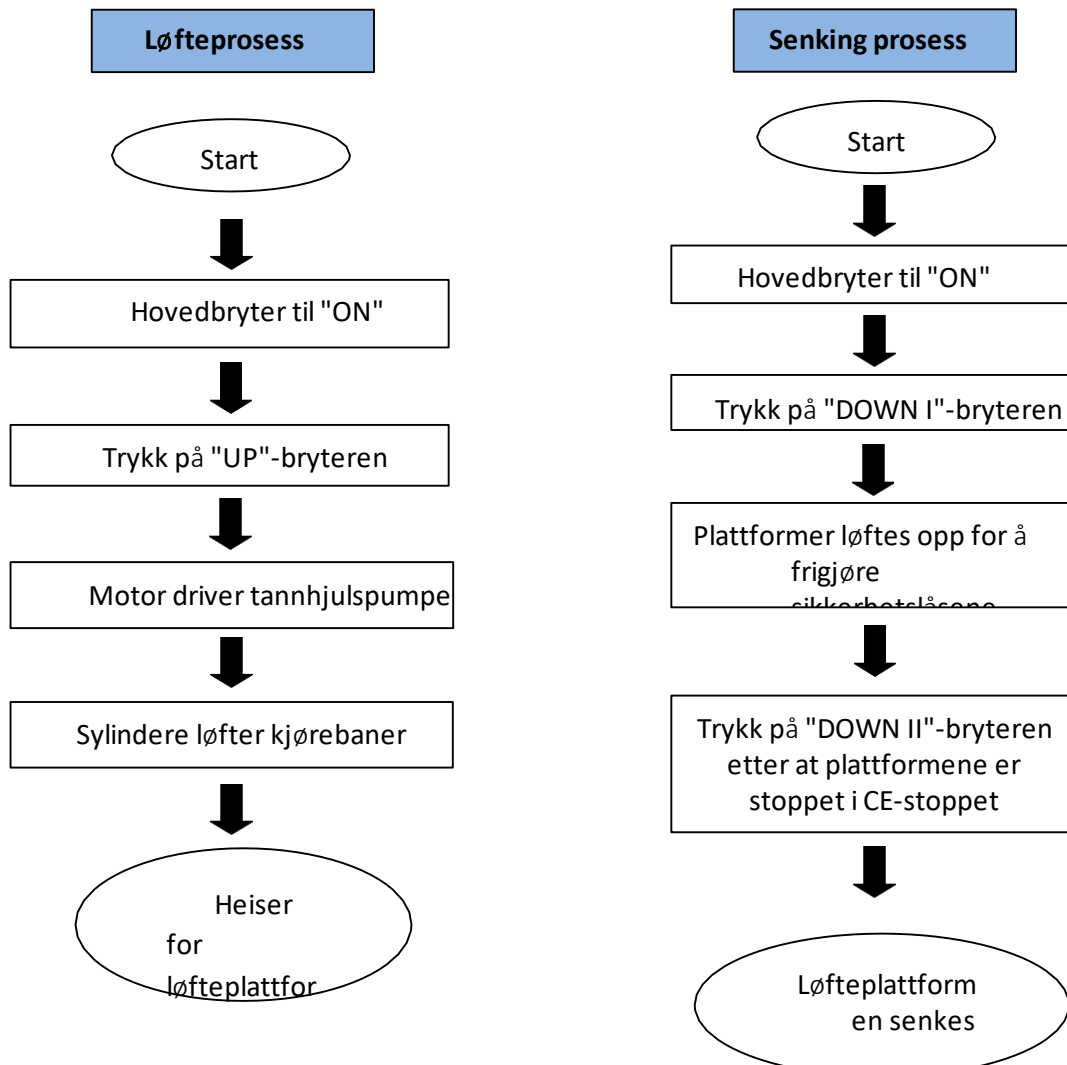 Løfteprosess
Start
Hovedbryter til "ON"
Trykk på "UP"-bryteren
Motor driver tannhjulspumpe
Sylindere løfter kjørebaner
Heiser
for
løfteplattfor
Senking prosess
Start
Hovedbryter til "ON"
Trykk på "DOWN I"-bryteren
Plattformer løftes opp for å
frigjøre
sikkerhetslåsene
Trykk på "DOWN II"-bryteren
etter at plattformene er
stoppet i CE-stoppet
Løfteplattform
en senkes